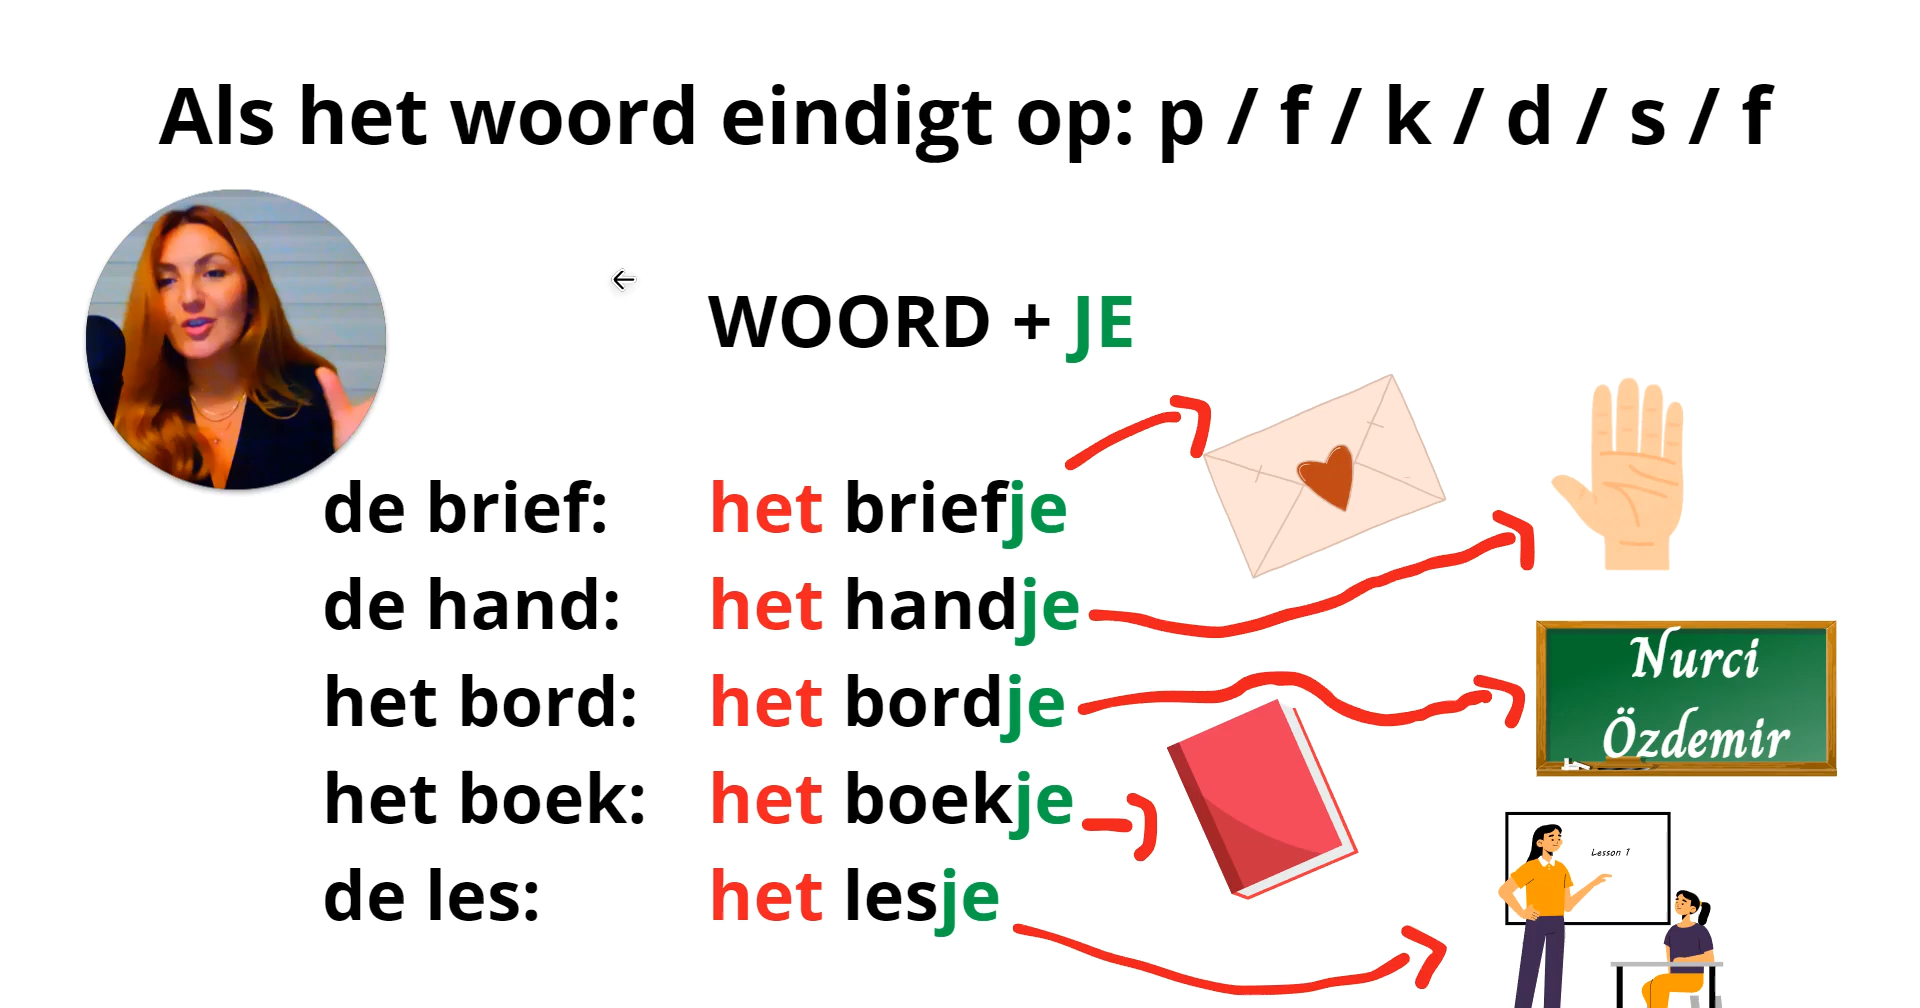 Als het woord eindigt op: p / f / k / d / s / f
WOORD + JE
de brief: het briefje
de hand: het handje
het bord: het bordje
het boek: het boekje
de les: het lesje
Nurci
Özdemir
Lesson 1